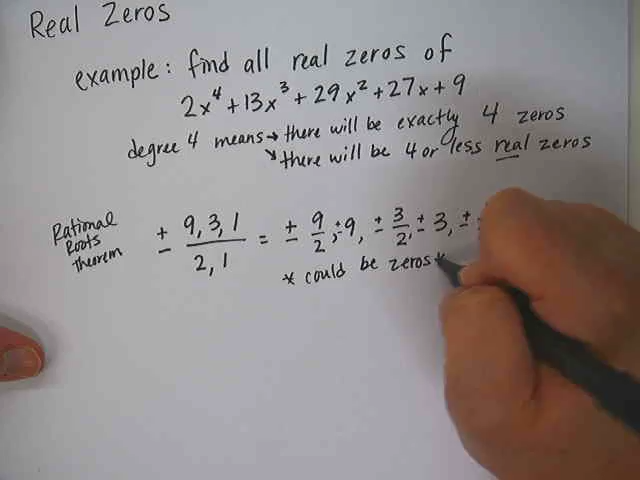 Real Zeros
example: find all real zeros of
2x⁴ + 13x³ + 29x² + 27x + 9
degree 4 means → there will be exactly 4 zeros
↘ there will be 4 or less real zeros
Rational Roots Theorem
± 9, 3, 1 / 2, 1 = ± 9/2, ± 9, ± 3/2, ± 3, ±
* could be zeros *